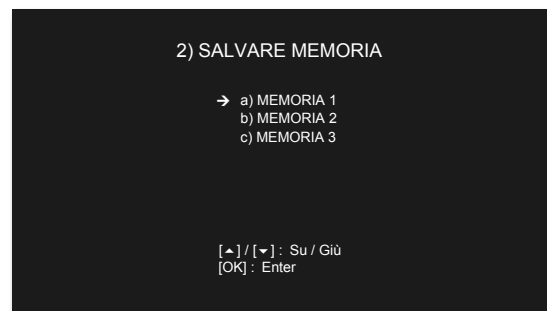 2) SALVARE MEMORIA
→ a) MEMORIA 1
b) MEMORIA 2
c) MEMORIA 3
[▲] / [▼] : Su / Giù
[OK] : Enter